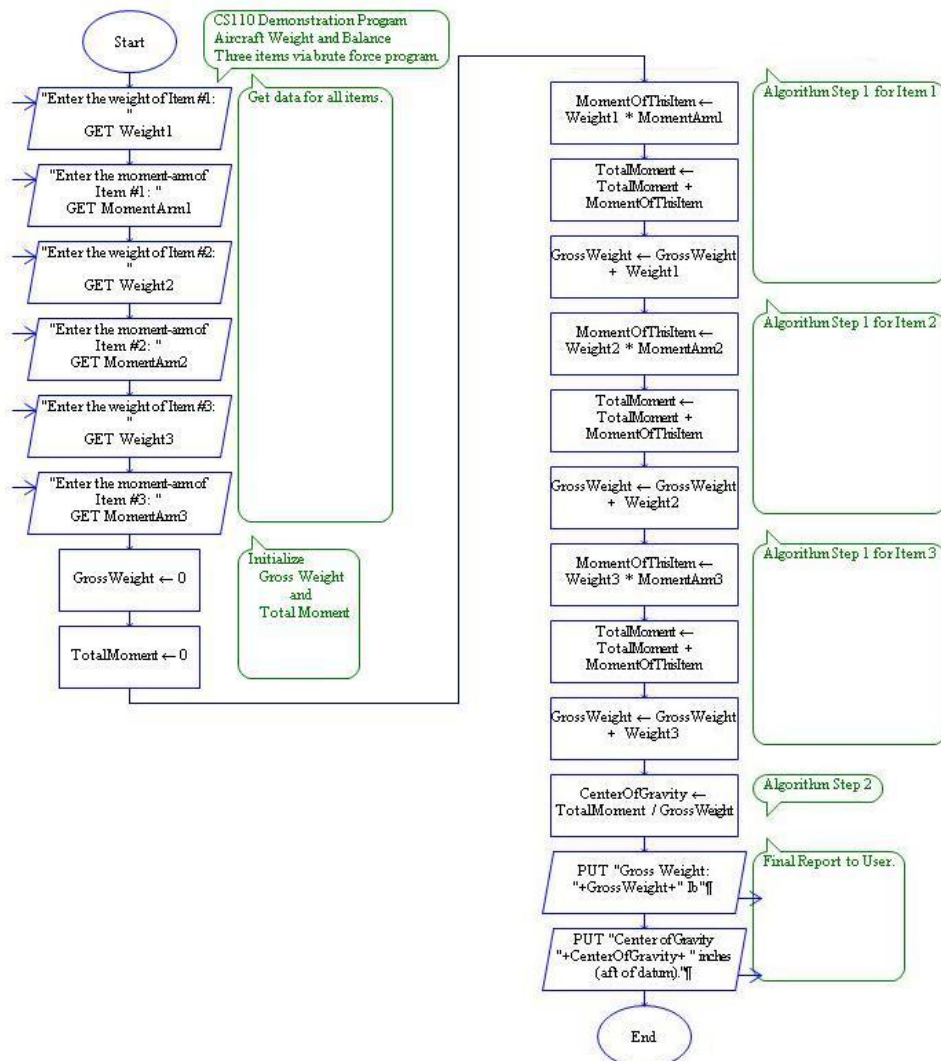 Start
CS110 Demonstration Program
Aircraft Weight and Balance
Three items via brute force program.
"Enter the weight of Item #1:
"
GET Weight1
Get data for all items.
"Enter the moment-arm of
Item #1: "
GET MomentArm1
"Enter the weight of Item #2:
"
GET Weight2
"Enter the moment-arm of
Item #2: "
GET MomentArm2
"Enter the weight of Item #3:
"
GET Weight3
"Enter the moment-arm of
Item #3: "
GET MomentArm3
GrossWeight ← 0
Initialize
Gross Weight
and
Total Moment
TotalMoment ← 0
MomentOfThisItem ←
Weight1 * MomentArm1
Algorithm Step 1 for Item 1
TotalMoment ←
TotalMoment +
MomentOfThisItem
GrossWeight ← GrossWeight
+ Weight1
MomentOfThisItem ←
Weight2 * MomentArm2
Algorithm Step 1 for Item 2
TotalMoment ←
TotalMoment +
MomentOfThisItem
GrossWeight ← GrossWeight
+ Weight2
MomentOfThisItem ←
Weight3 * MomentArm3
Algorithm Step 1 for Item 3
TotalMoment ←
TotalMoment +
MomentOfThisItem
GrossWeight ← GrossWeight
+ Weight3
CenterOfGravity ←
TotalMoment / GrossWeight
Algorithm Step 2
PUT "Gross Weight:
"+GrossWeight+" lb"¶
Final Report to User.
PUT "Center of Gravity
"+CenterOfGravity+ " inches
(aft of datum)."¶
End